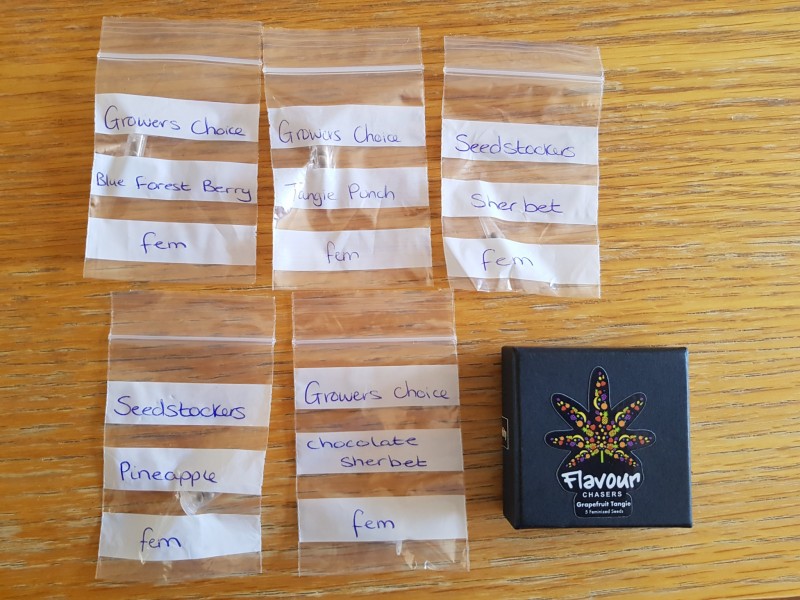 Growers Choice
Blue Forest Berry
fem
Growers Choice
Tangie Punch
fem
Seedstockers
Sherbet
fem
Seedstockers
Pineapple
fem
Growers choice
chocolate
sherbet
fem
Flavour
CHASERS
Grapefruit Tangie
5 Feminised Seeds